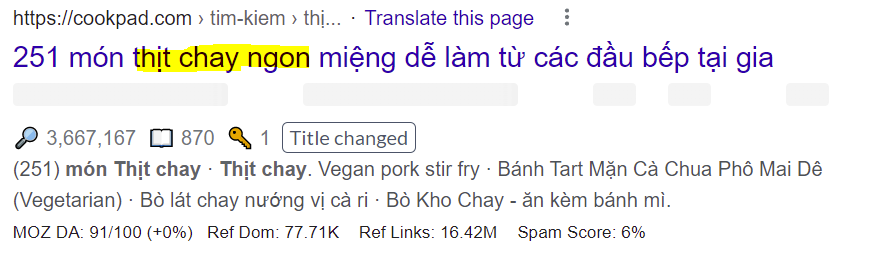 https://cookpad.com › tim-kiem › thị... · Translate this page
251 món thịt chay ngon miệng dễ làm từ các đầu bếp tại gia
3,667,167 870 1 Title changed
(251) món Thịt chay · Thịt chay. Vegan pork stir fry · Bánh Tart Mặn Cà Chua Phô Mai Dê
(Vegetarian) · Bò lát chay nướng vị cà ri · Bò Kho Chay - ăn kèm bánh mì.
MOZ DA: 91/100 (+0%) Ref Dom: 77.71K Ref Links: 16.42M Spam Score: 6%